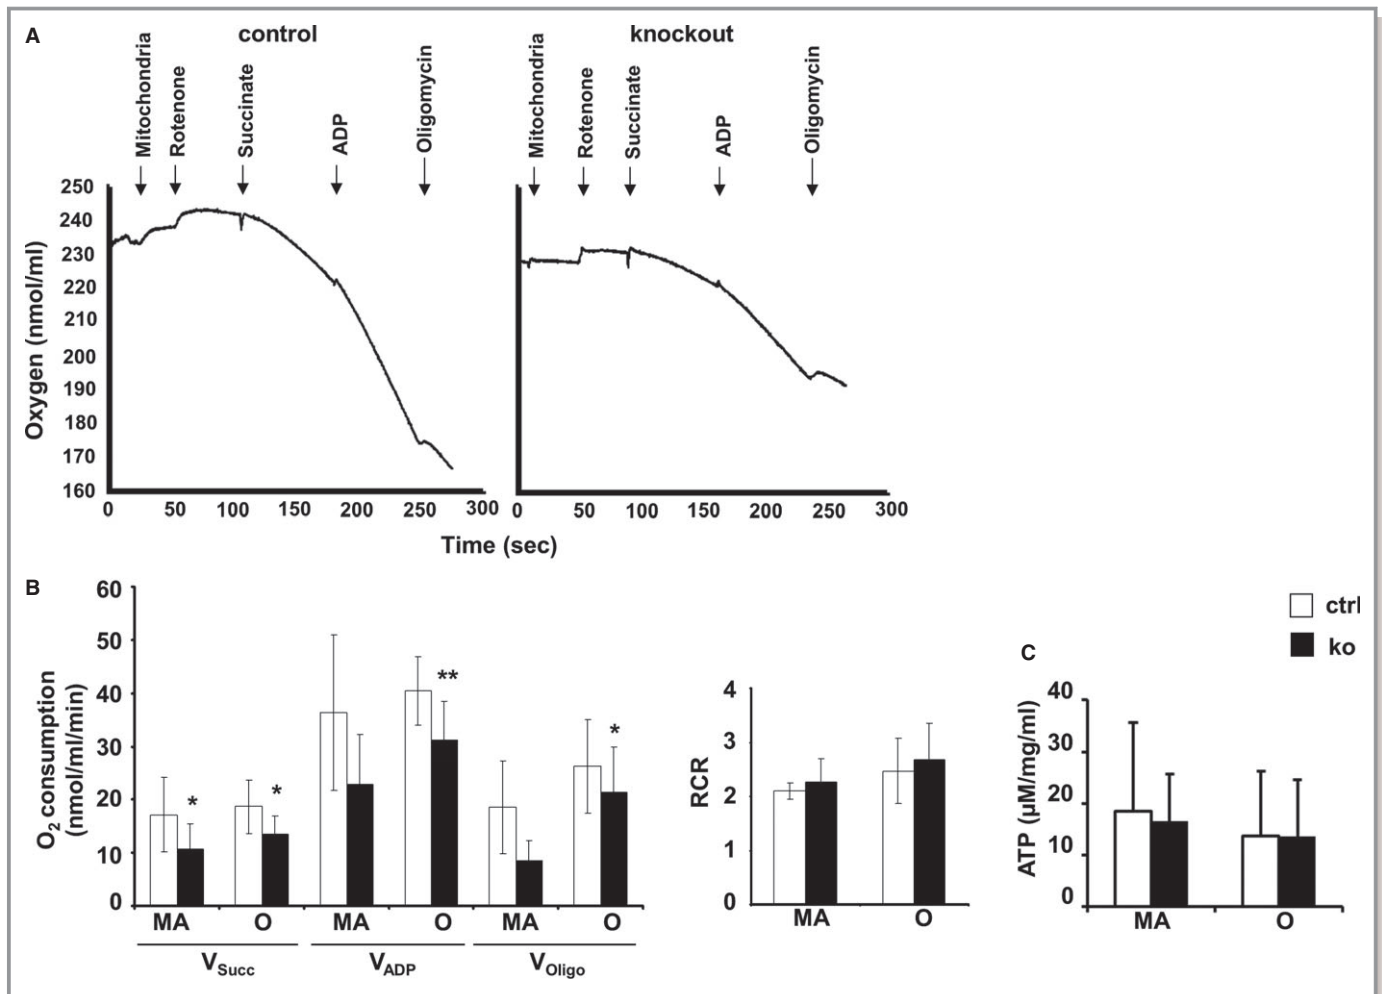 A
control
knockout
Mitochondria
Rotenone
Succinate
ADP
Oligomycin
Mitochondria
Rotenone
Succinate
ADP
Oligomycin
Oxygen (nmol/ml)
250
240
230
220
210
200
190
180
170
160
0 50 100 150 200 250 300
0 50 100 150 200 250 300
Time (sec)
B
O2 consumption
(nmol/ml/min)
60
50
40
30
20
10
0
*
*
**
*
MA O MA O MA O
VSucc VADP VOligo
RCR
4
3
2
1
0
MA O
ctrl
ko
C
ATP (µM/mg/ml)
40
30
20
10
0
MA O